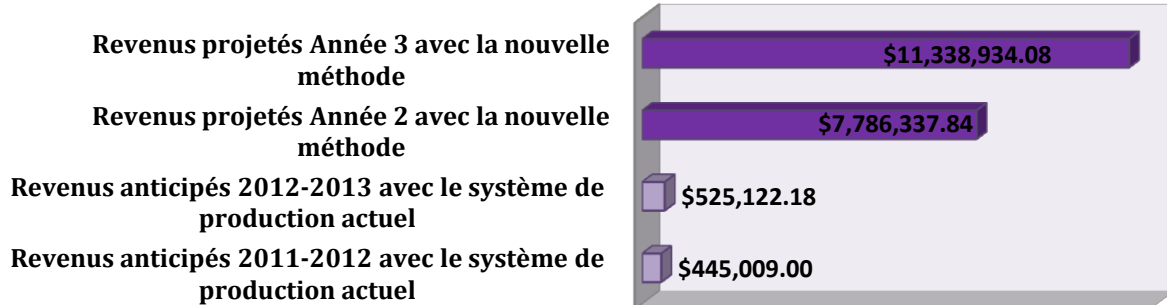 Revenus projetés Année 3 avec la nouvelle
méthode
$11,338,934.08
Revenus projetés Année 2 avec la nouvelle
méthode
$7,786,337.84
Revenus anticipés 2012-2013 avec le système de
production actuel
$525,122.18
Revenus anticipés 2011-2012 avec le système de
production actuel
$445,009.00